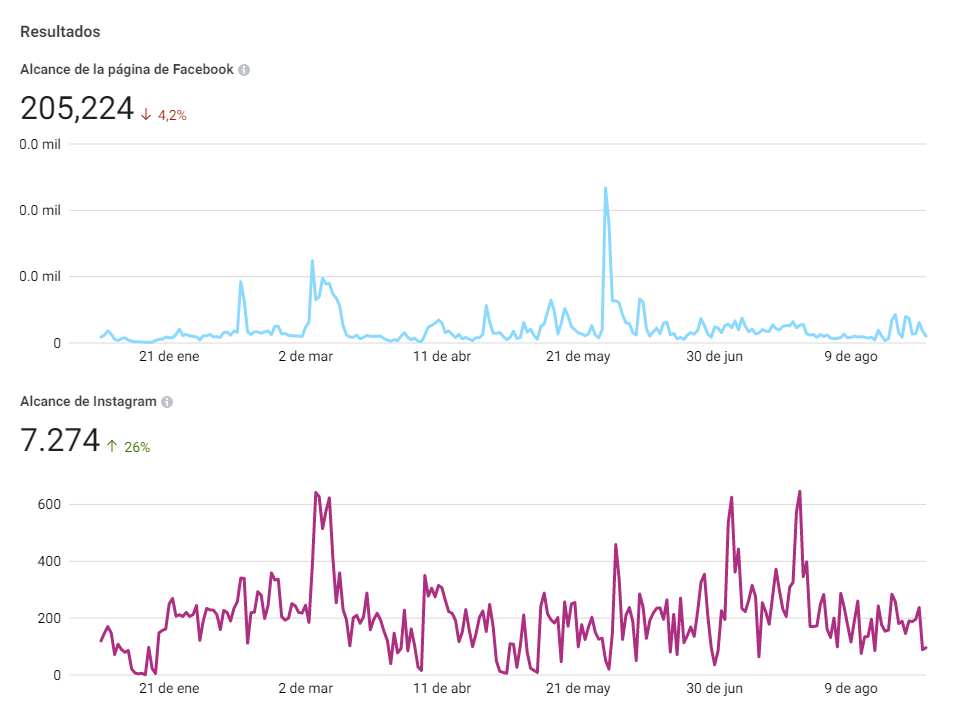 Resultados
Alcance de la página de Facebook
205,224 ↓ 4,2%
0.0 mil
0.0 mil
0.0 mil
0
21 de ene 2 de mar 11 de abr 21 de may 30 de jun 9 de ago
Alcance de Instagram
7.274 ↑ 26%
600
400
200
0
21 de ene 2 de mar 11 de abr 21 de may 30 de jun 9 de ago